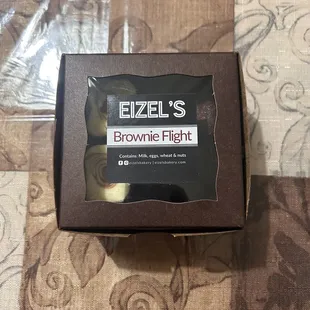 EIZEL'S
Brownie Flight
Contains: Milk, eggs, wheat & nuts